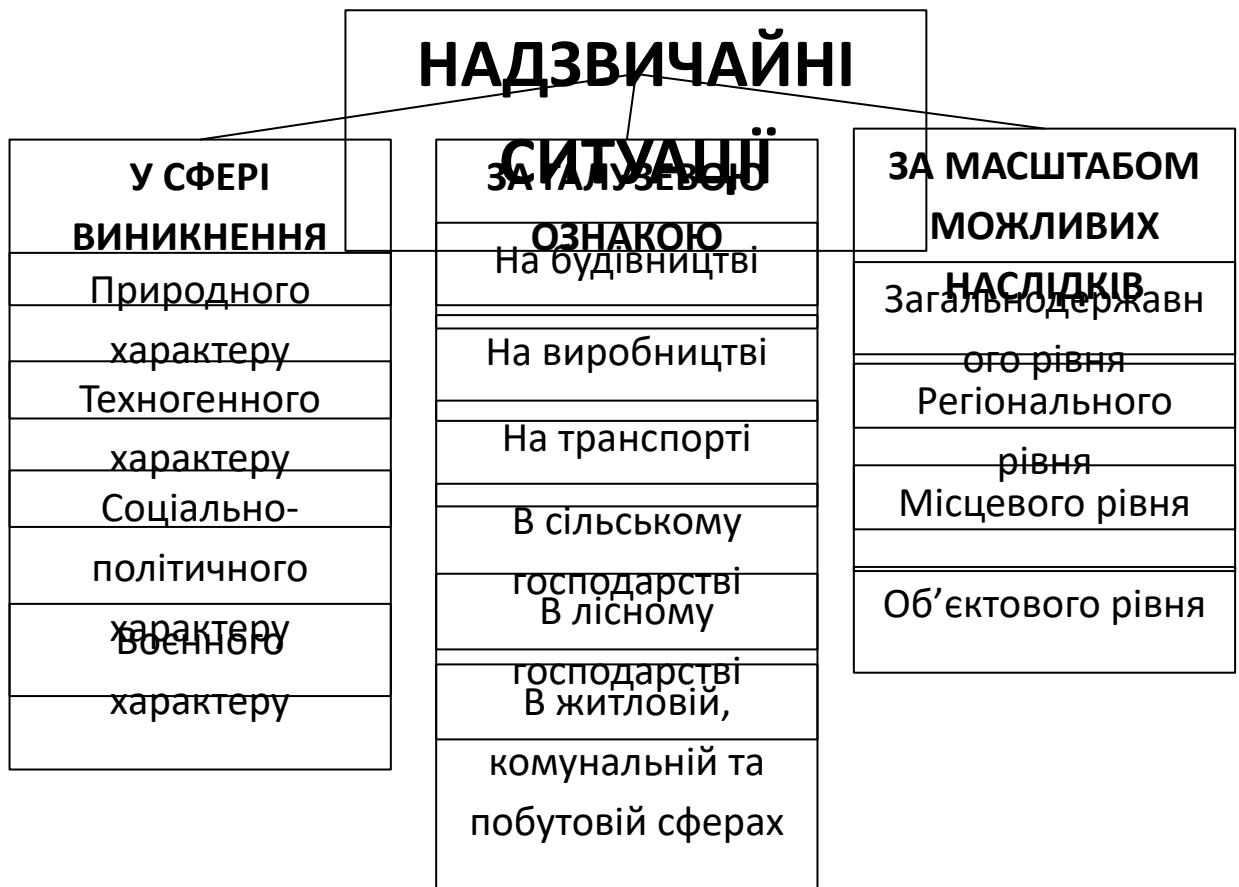 НАДЗВИЧАЙНІ
СИТУАЦІЇ
У СФЕРІ
ВИНИКНЕННЯ
Природного
характеру
Техногенного
характеру
Соціально-
політичного
характеру
Воєнного
характеру
ЗА ГАЛУЗЕВОЮ
ОЗНАКОЮ
На будівництві
На виробництві
На транспорті
В сільському
господарстві
В лісному
господарстві
В житловій,
комунальній та
побутовій сферах
ЗА МАСШТАБОМ
МОЖЛИВИХ
НАСЛІДКІВ
Загальнодержавн
ого рівня
Регіонального
рівня
Місцевого рівня
Об’єктового рівня